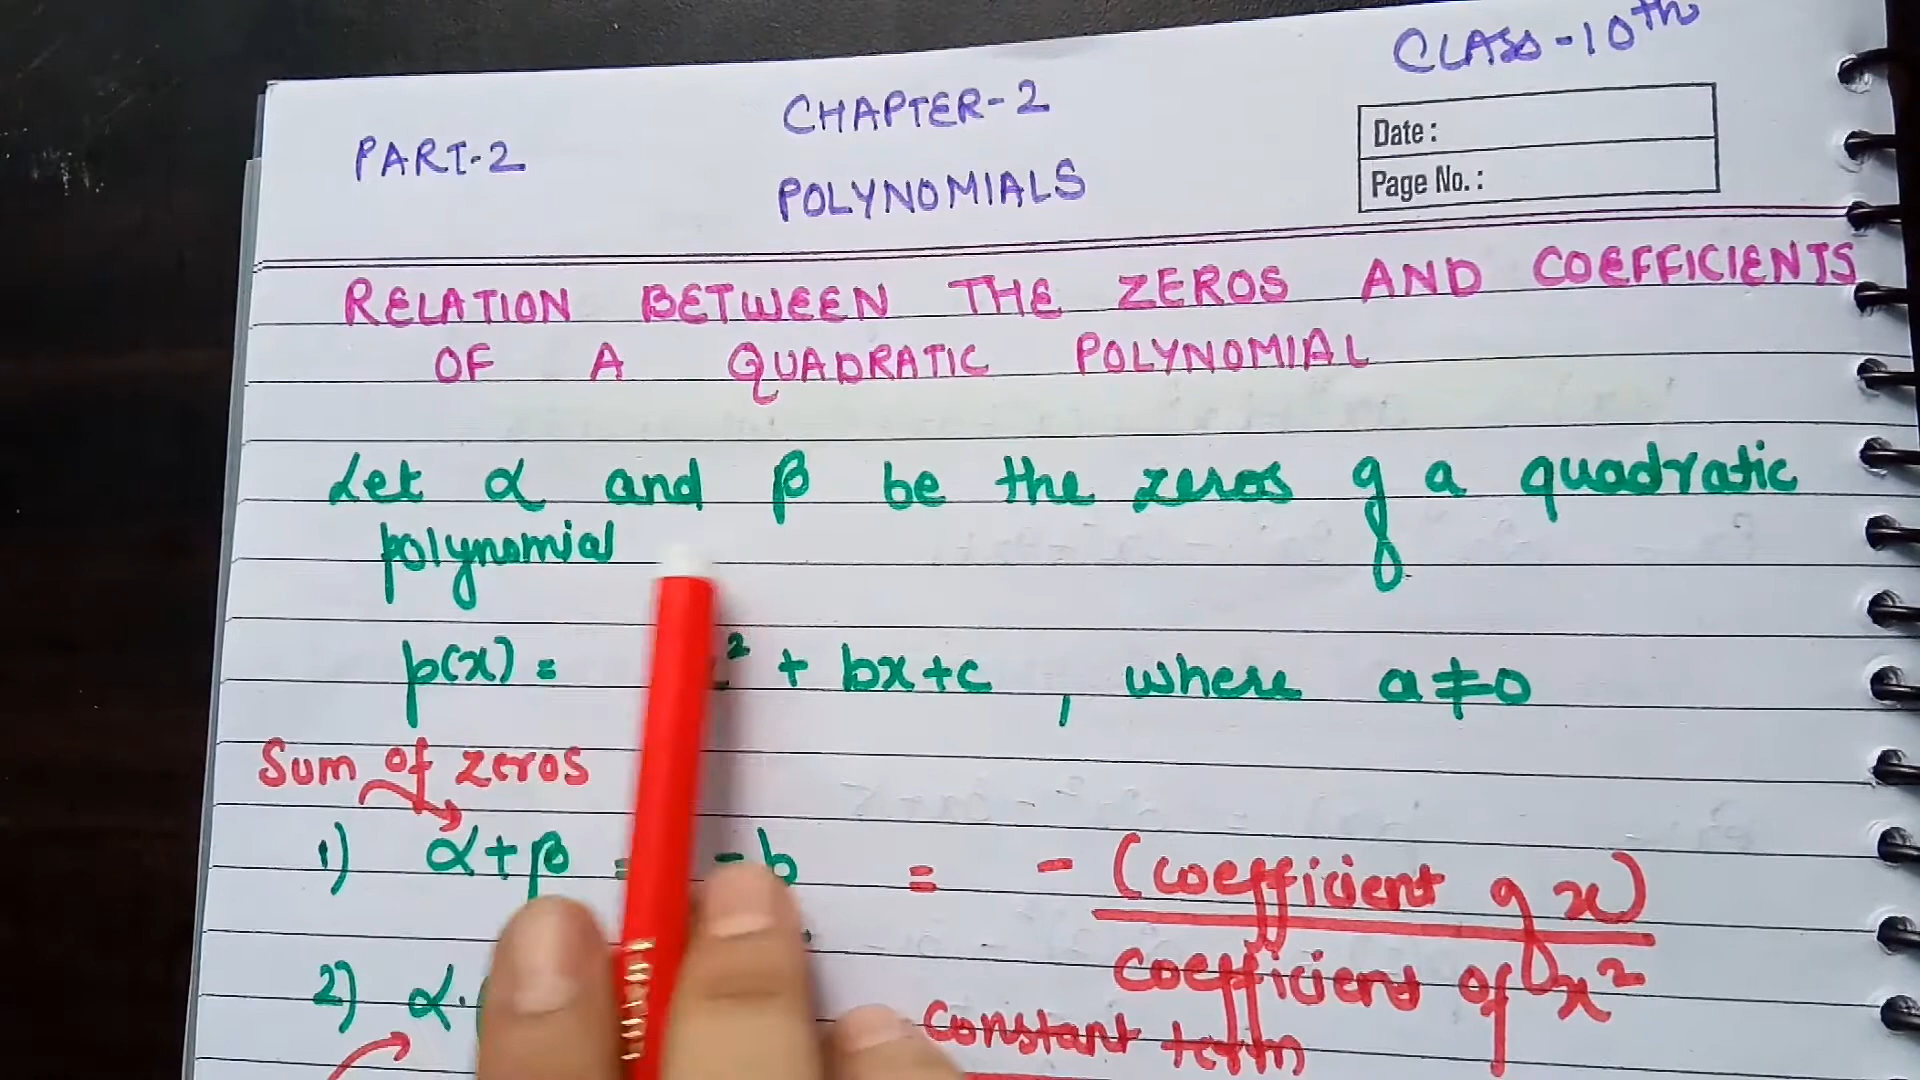 CLASS-10th
CHAPTER-2
PART-2
POLYNOMIALS
Date :
Page No. :
RELATION BETWEEN THE ZEROS AND COEFFICIENTS
OF A QUADRATIC POLYNOMIAL
Let α and β be the zeros of a quadratic
polynomial
p(x) = ² + bx+c , where a≠0
Sum of zeros
1) α+β = -b = - (coefficient of x)
coefficient of x²
2) α.
constant term